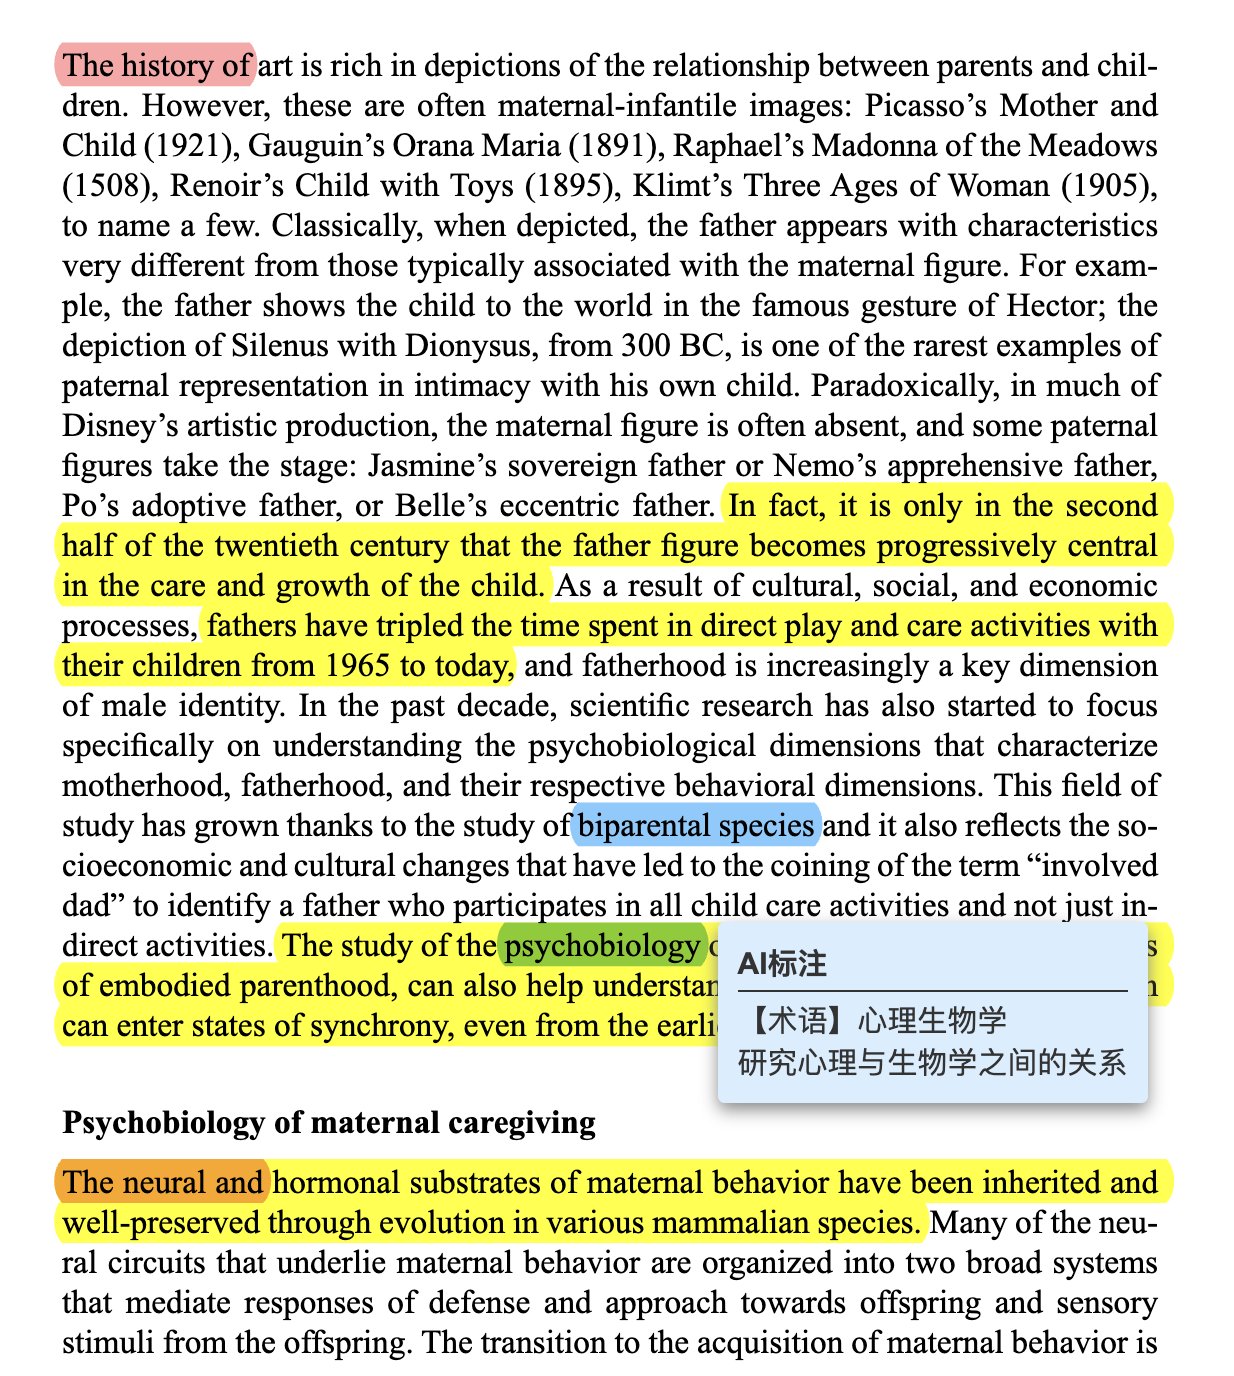 The history of art is rich in depictions of the relationship between parents and chil-
dren. However, these are often maternal-infantile images: Picasso’s Mother and
Child (1921), Gauguin’s Orana Maria (1891), Raphael’s Madonna of the Meadows
(1508), Renoir’s Child with Toys (1895), Klimt’s Three Ages of Woman (1905),
to name a few. Classically, when depicted, the father appears with characteristics
very different from those typically associated with the maternal figure. For exam-
ple, the father shows the child to the world in the famous gesture of Hector; the
depiction of Silenus with Dionysus, from 300 BC, is one of the rarest examples of
paternal representation in intimacy with his own child. Paradoxically, in much of
Disney’s artistic production, the maternal figure is often absent, and some paternal
figures take the stage: Jasmine’s sovereign father or Nemo’s apprehensive father,
Po’s adoptive father, or Belle’s eccentric father. In fact, it is only in the second
half of the twentieth century that the father figure becomes progressively central
in the care and growth of the child. As a result of cultural, social, and economic
processes, fathers have tripled the time spent in direct play and care activities with
their children from 1965 to today, and fatherhood is increasingly a key dimension
of male identity. In the past decade, scientific research has also started to focus
specifically on understanding the psychobiological dimensions that characterize
motherhood, fatherhood, and their respective behavioral dimensions. This field of
study has grown thanks to the study of biparental species and it also reflects the so-
cioeconomic and cultural changes that have led to the coining of the term “involved
dad” to identify a father who participates in all child care activities and not just in-
direct activities. The study of the psychobiology
of embodied parenthood, can also help
can enter states of synchrony, even from the
AI标注
【术语】心理生物学
研究心理与生物学之间的关系
Psychobiology of maternal caregiving
The neural and hormonal substrates of maternal behavior have been inherited and
well-preserved through evolution in various mammalian species. Many of the neu-
ral circuits that underlie maternal behavior are organized into two broad systems
that mediate responses of defense and approach towards offspring and sensory
stimuli from the offspring. The transition to the acquisition of maternal behavior is